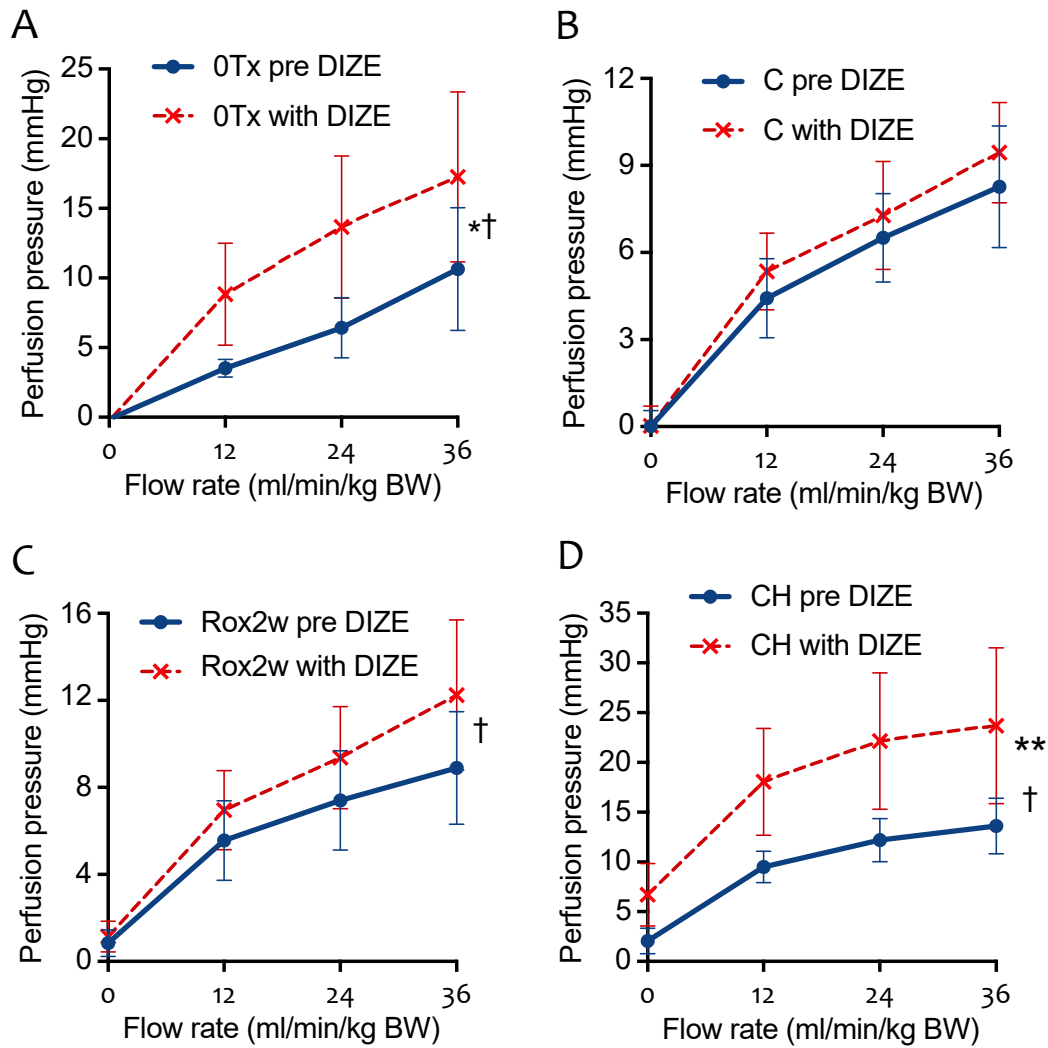 A
0Tx pre DIZE
0Tx with DIZE
Perfusion pressure (mmHg)
25
20
15
10
5
0
*†
0 12 24 36
Flow rate (ml/min/kg BW)
B
C pre DIZE
C with DIZE
Perfusion pressure (mmHg)
12
9
6
3
0
0 12 24 36
Flow rate (ml/min/kg BW)
C
Rox2w pre DIZE
Rox2w with DIZE
Perfusion pressure (mmHg)
16
12
8
4
0
†
0 12 24 36
Flow rate (ml/min/kg BW)
D
CH pre DIZE
CH with DIZE
Perfusion pressure (mmHg)
35
30
25
20
15
10
5
0
**
†
0 12 24 36
Flow rate (ml/min/kg BW)